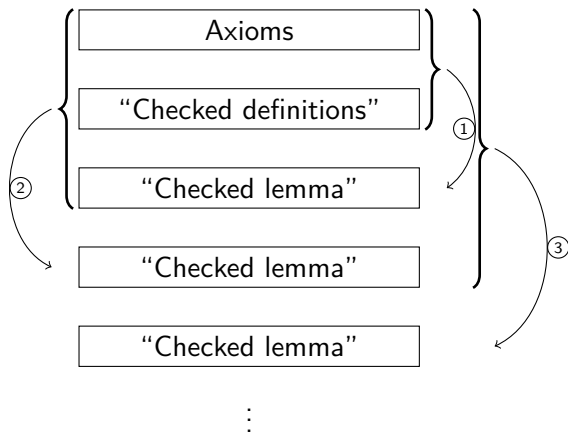 Axioms
“Checked definitions”
①
“Checked lemma”
②
“Checked lemma”
③
“Checked lemma”
⋮